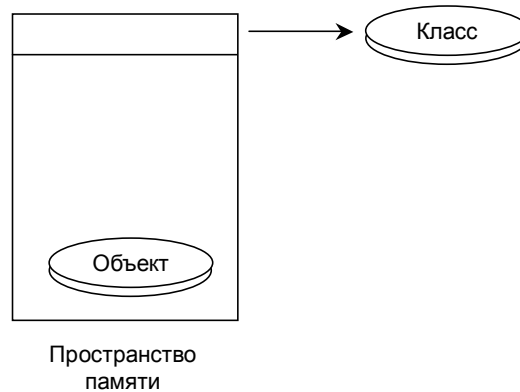 Класс
Объект
Пространство
памяти